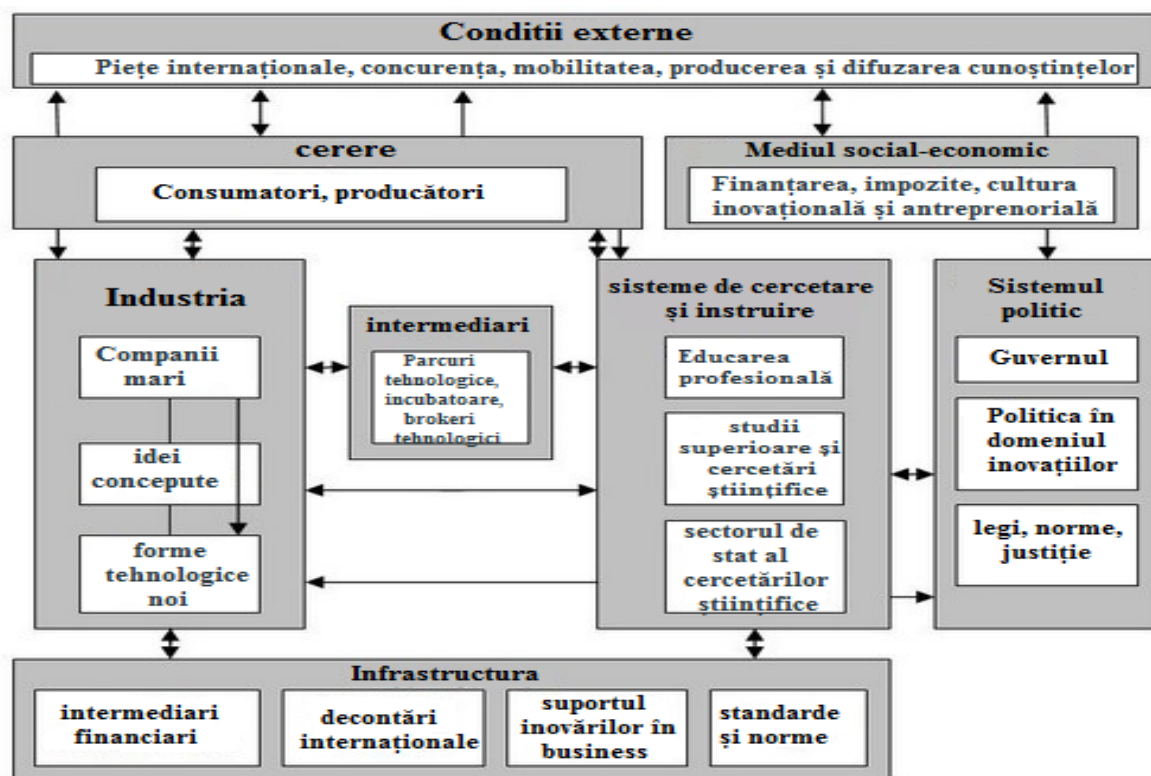 Conditii externe
Piețe internaționale, concurența, mobilitatea, producerea și difuzarea cunoștințelor
cerere
Consumatori, producători
Mediul social-economic
Finanțarea, impozite, cultura
inovațională și antreprenorială
Industria
Companii
mari
idei
concepute
forme
tehnologice
noi
intermediari
Parcuri
tehnologice,
incubatoare,
brokeri
tehnologici
sisteme de cercetare
și instruire
Educarea
profesională
studii
superioare și
cercetări
științifice
sectorul de
stat al
cercetărilor
științifice
Sistemul
politic
Guvernul
Politica în
domeniul
inovațiilor
legi, norme,
justiție
Infrastructura
intermediari
financiari
decontări
internaționale
suportul
inovărilor în
business
standarde
și norme